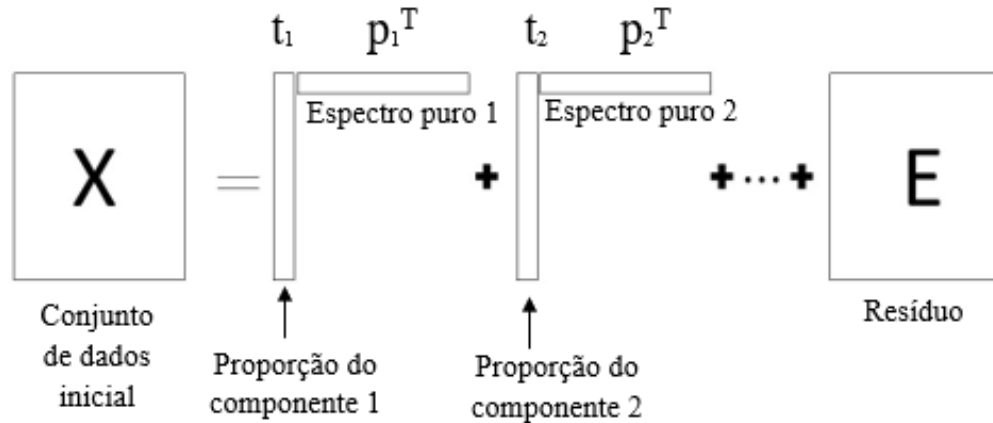 t₁ p₁ᵀ t₂ p₂ᵀ
X = Espectro puro 1 + Espectro puro 2 +...+ E
Conjunto
de dados
inicial
Proporção do
componente 1
Proporção do
componente 2
Resíduo